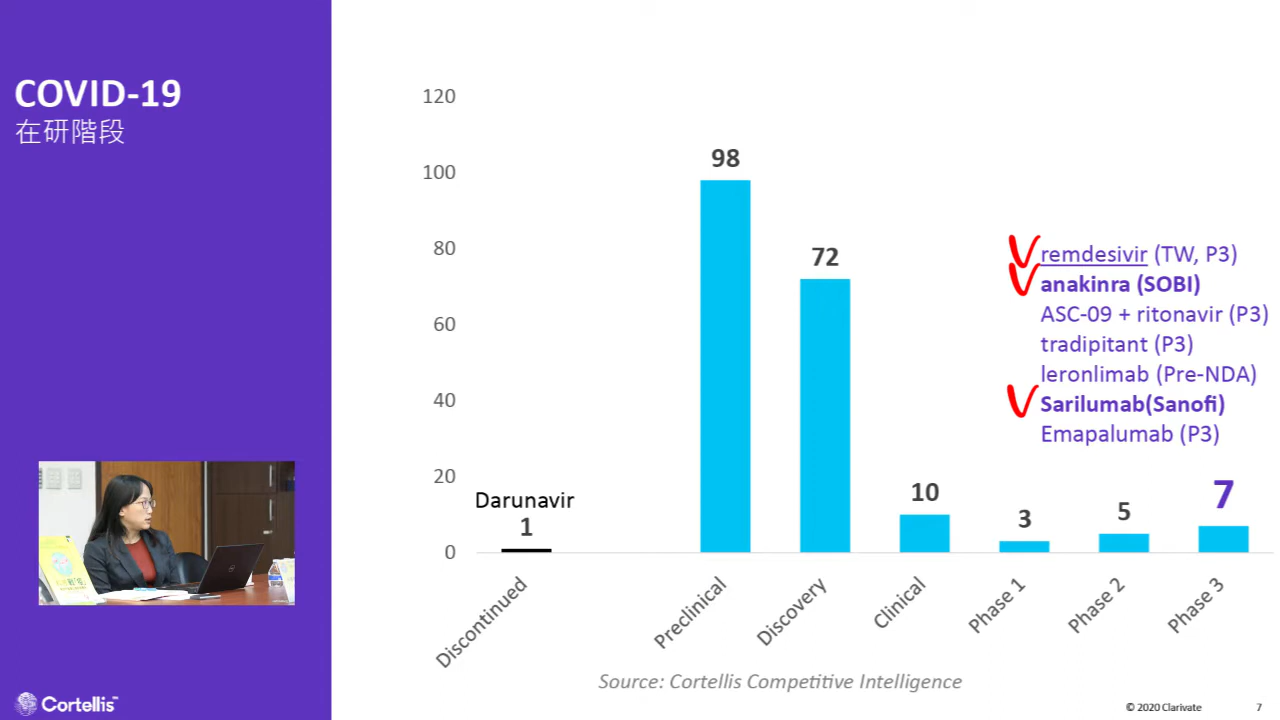 COVID-19
在研階段
120
100
80
60
40
20
0
Darunavir
1
98
72
10
3
5
7
remdesivir (TW, P3)
anakinra (SOBI)
ASC-09 + ritonavir (P3)
tradipitant (P3)
leronlimab (Pre-NDA)
Sarilumab(Sanofi)
Emapalumab (P3)
Discontinued
Preclinical
Discovery
Clinical
Phase 1
Phase 2
Phase 3
Source: Cortellis Competitive Intelligence
Cortellis™
© 2020 Clarivate
7